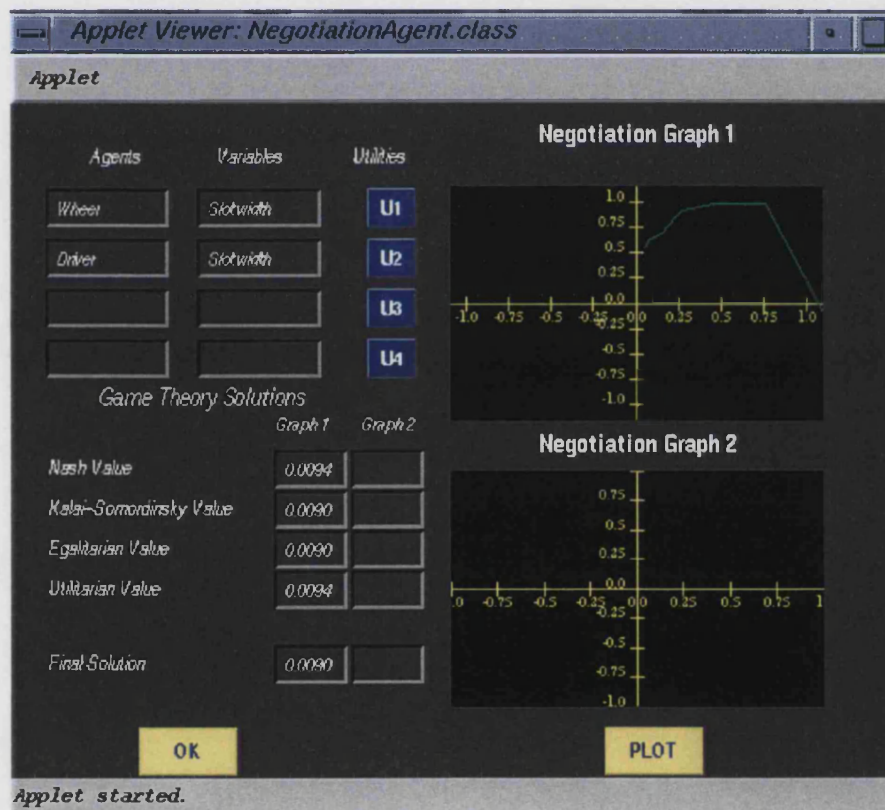 Applet Viewer: NegotiationAgent.class
Applet
Agents Variables Utilities
Wheel Slotwidth U1
Driver Slotwidth U2
U3
U4
Game Theory Solutions
Graph 1 Graph 2
Nash Value 0.0094
Kalai-Somordinsky Value 0.0090
Egalitarian Value 0.0090
Utilitarian Value 0.0094
Final Solution 0.0090
OK
Negotiation Graph 1
1.0
0.75
0.5
0.25
0.0
-1.0 -0.75 -0.5 -0.25 0.0 0.25 0.5 0.75 1.0
-0.5
-0.75
-1.0
Negotiation Graph 2
0.75
0.5
0.25
0.0
.0 -0.75 -0.5 -0.25 0.0 0.25 0.5 0.75 1
-0.25
-0.5
-0.75
-1.0
PLOT
Applet started.